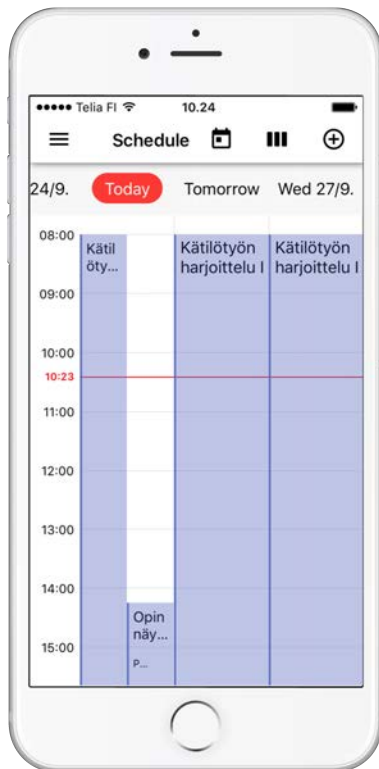 Telia FI 10.24
Schedule
24/9. Today Tomorrow Wed 27/9.
08:00
Kätil
öty...
Kätilötyön
harjoittelu I
Kätilötyön
harjoittelu I
09:00
10:00
10:23
11:00
12:00
13:00
14:00
Opin
näy...
15:00
P...